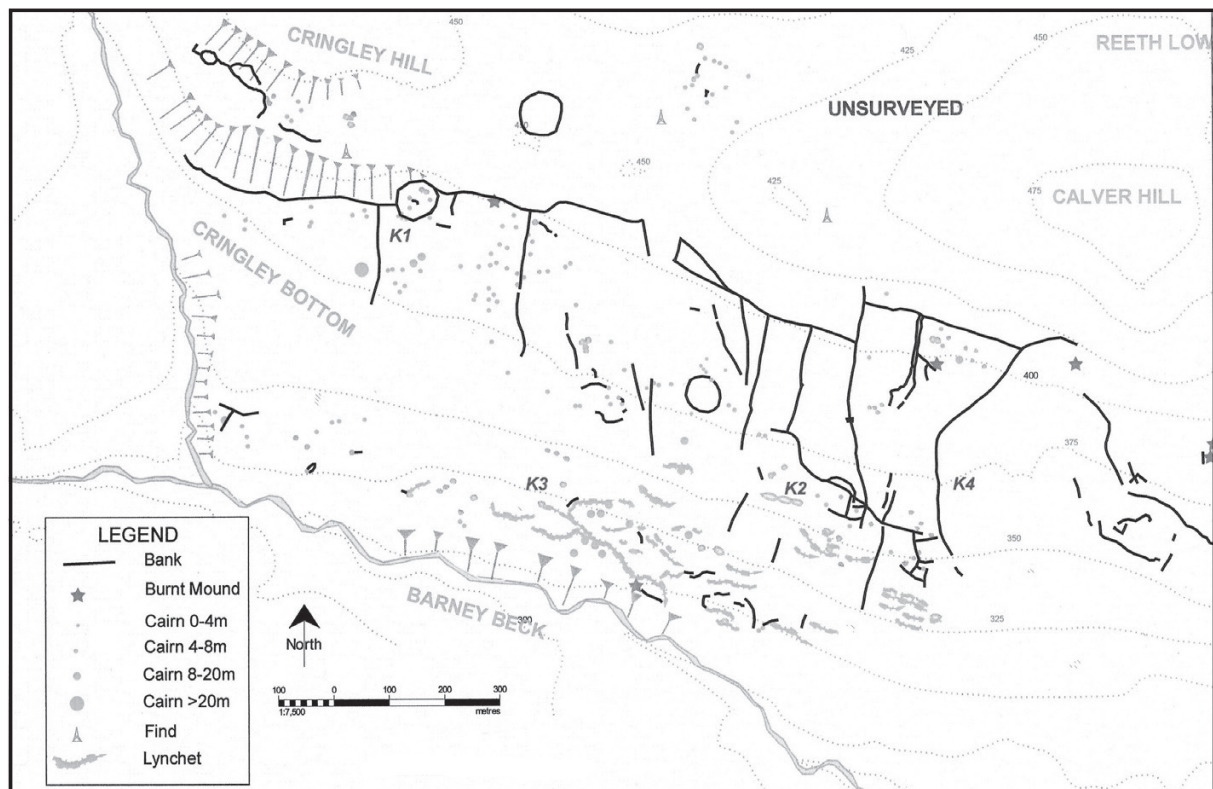 450
CRINGLEY HILL
425
450
REETH LOW
UNSURVEYED
450
425
475
CALVER HILL
K1
CRINGLEY BOTTOM
400
375
K3
K2
K4
350
BARNEY BECK
300
325
LEGEND
Bank
Burnt Mound
Cairn 0-4m
Cairn 4-8m
Cairn 8-20m
Cairn >20m
Find
Lynchet
North
100 0 100 200 300
1:7,500
metres